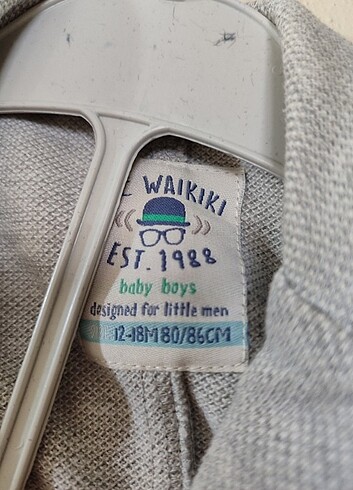 WAIKIKI
EST. 1988
baby boys
designed for little men
12-18M 80/86CM